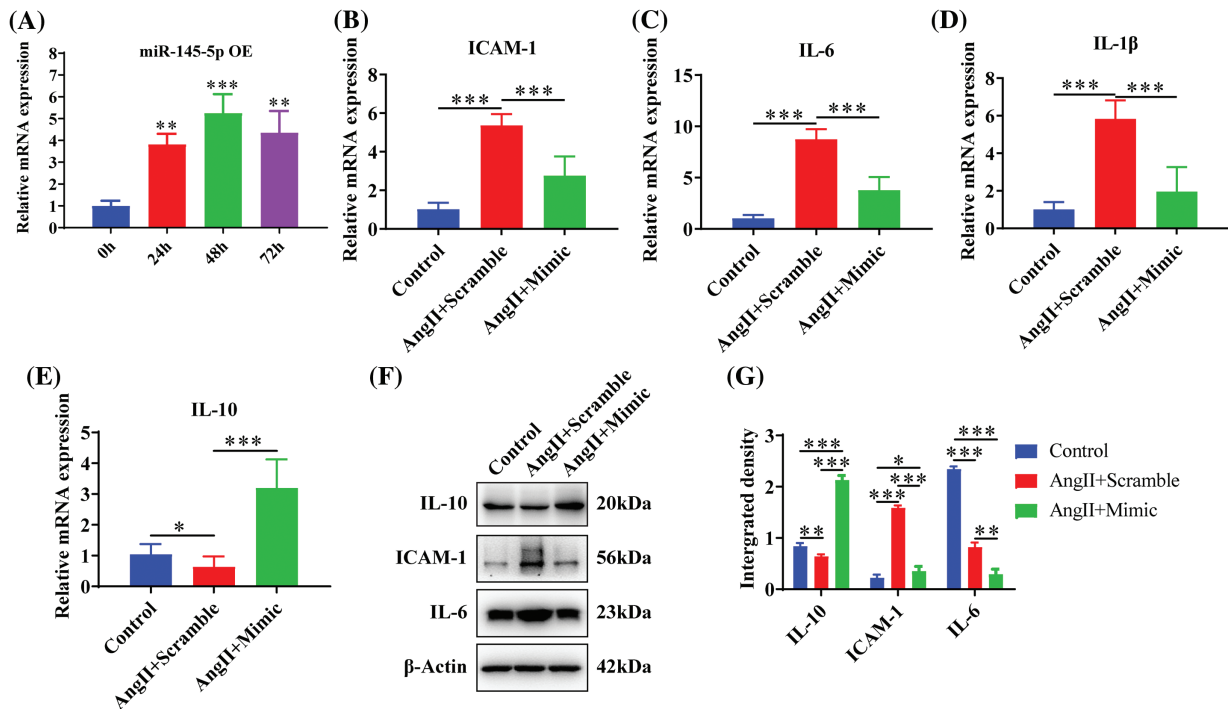 (A)
miR-145-5p OE
Relative mRNA expression
8
7
6
5
4
3
2
1
0
**
***
**
0h
24h
48h
72h
(B)
ICAM-1
Relative mRNA expression
8
6
4
2
0
***
***
Control
AngII+Scramble
AngII+Mimic
(C)
IL-6
Relative mRNA expression
15
10
5
0
***
***
Control
AngII+Scramble
AngII+Mimic
(D)
IL-1β
Relative mRNA expression
8
6
4
2
0
***
***
Control
AngII+Scramble
AngII+Mimic
(E)
IL-10
Relative mRNA expression
5
4
3
2
1
0
*
***
Control
AngII+Scramble
AngII+Mimic
(F)
Control
AngII+Scramble
AngII+Mimic
IL-10 20kDa
ICAM-1 56kDa
IL-6 23kDa
β-Actin 42kDa
(G)
Intergrated density
3
2
1
0
***
***
**
*
***
***
***
***
**
IL-10
ICAM-1
IL-6
Control
AngII+Scramble
AngII+Mimic